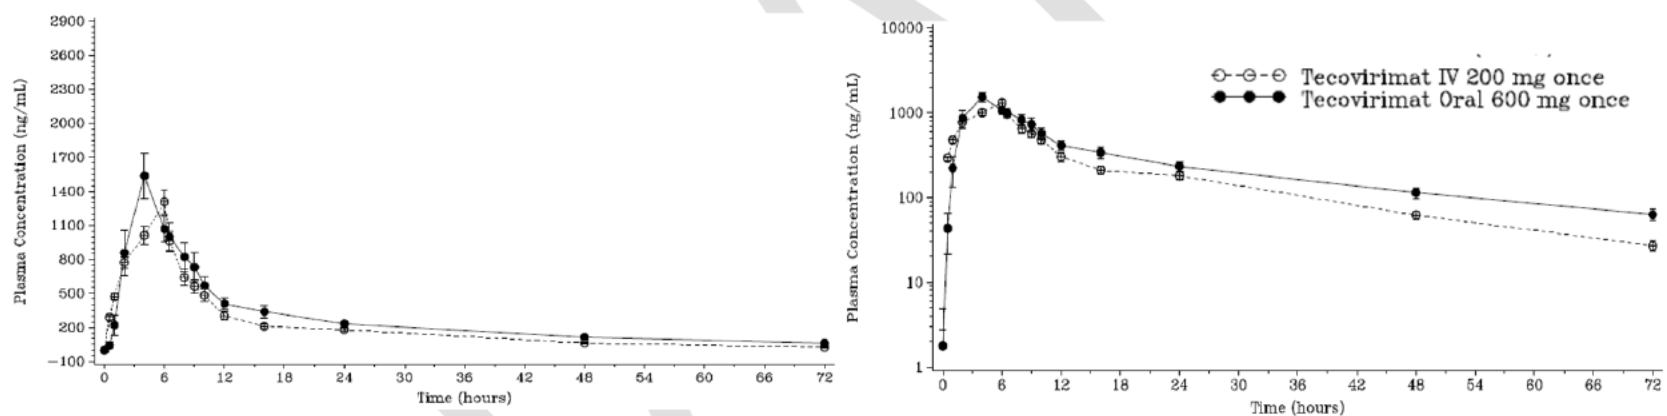 2900
2600
2300
2000
1700
1400
1100
800
500
200
−100
Plasma Concentration (ng/mL)
0 6 12 18 24 30 36 42 48 54 60 66 72
Time (hours)
10000
1000
100
10
1
Plasma Concentration (ng/mL)
Tecovirimat IV 200 mg once
Tecovirimat Oral 600 mg once
0 6 12 18 24 30 36 42 48 54 60 66 72
Time (hours)